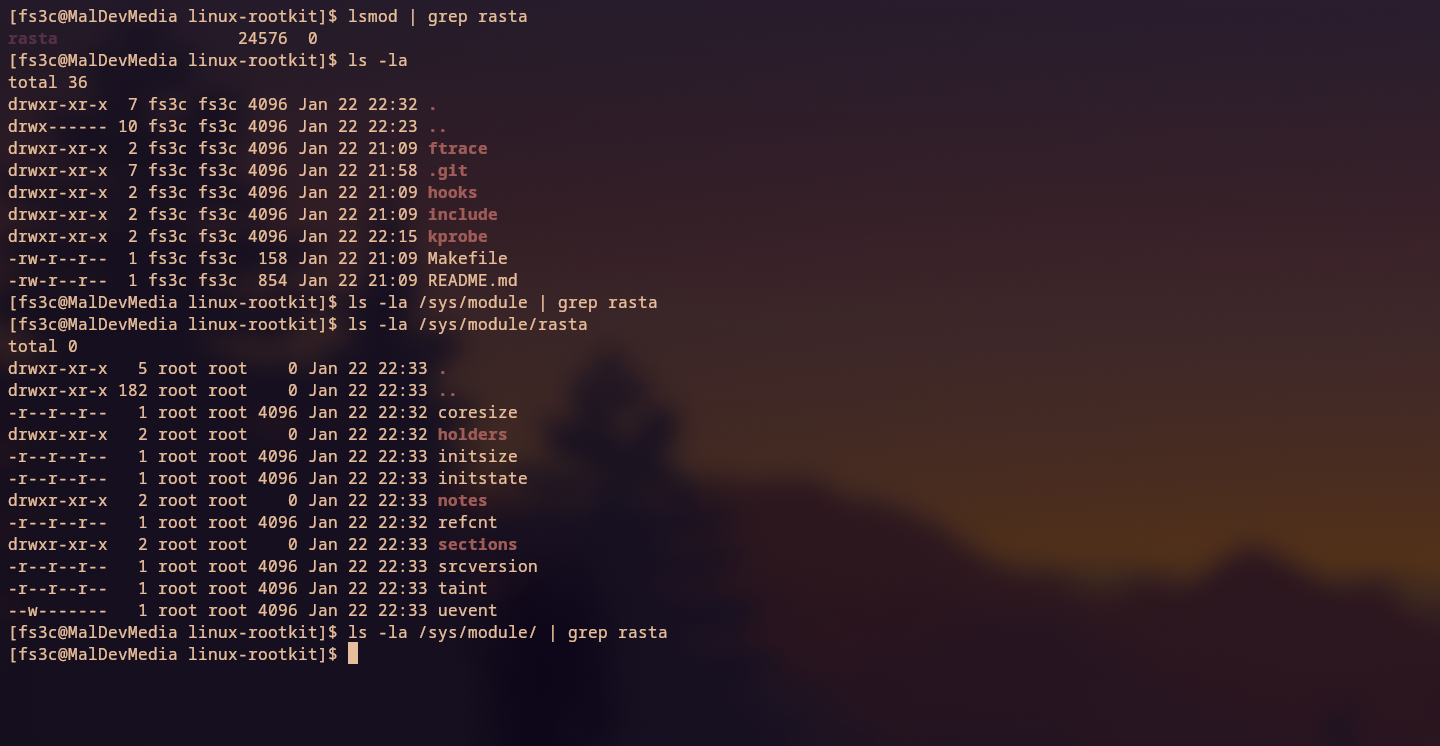 [fs3c@MalDevMedia linux-rootkit]$ lsmod | grep rasta
rasta                  24576  0
[fs3c@MalDevMedia linux-rootkit]$ ls -la
total 36
drwxr-xr-x  7 fs3c fs3c 4096 Jan 22 22:32 .
drwx------ 10 fs3c fs3c 4096 Jan 22 22:23 ..
drwxr-xr-x  2 fs3c fs3c 4096 Jan 22 21:09 ftrace
drwxr-xr-x  7 fs3c fs3c 4096 Jan 22 21:58 .git
drwxr-xr-x  2 fs3c fs3c 4096 Jan 22 21:09 hooks
drwxr-xr-x  2 fs3c fs3c 4096 Jan 22 21:09 include
drwxr-xr-x  2 fs3c fs3c 4096 Jan 22 22:15 kprobe
-rw-r--r--  1 fs3c fs3c  158 Jan 22 21:09 Makefile
-rw-r--r--  1 fs3c fs3c  854 Jan 22 21:09 README.md
[fs3c@MalDevMedia linux-rootkit]$ ls -la /sys/module | grep rasta
[fs3c@MalDevMedia linux-rootkit]$ ls -la /sys/module/rasta
total 0
drwxr-xr-x   5 root root    0 Jan 22 22:33 .
drwxr-xr-x 182 root root    0 Jan 22 22:33 ..
-r--r--r--   1 root root 4096 Jan 22 22:32 coresize
drwxr-xr-x   2 root root    0 Jan 22 22:32 holders
-r--r--r--   1 root root 4096 Jan 22 22:33 initsize
-r--r--r--   1 root root 4096 Jan 22 22:33 initstate
drwxr-xr-x   2 root root    0 Jan 22 22:33 notes
-r--r--r--   1 root root 4096 Jan 22 22:32 refcnt
drwxr-xr-x   2 root root    0 Jan 22 22:33 sections
-r--r--r--   1 root root 4096 Jan 22 22:33 srcversion
-r--r--r--   1 root root 4096 Jan 22 22:33 taint
--w-------   1 root root 4096 Jan 22 22:33 uevent
[fs3c@MalDevMedia linux-rootkit]$ ls -la /sys/module/ | grep rasta
[fs3c@MalDevMedia linux-rootkit]$